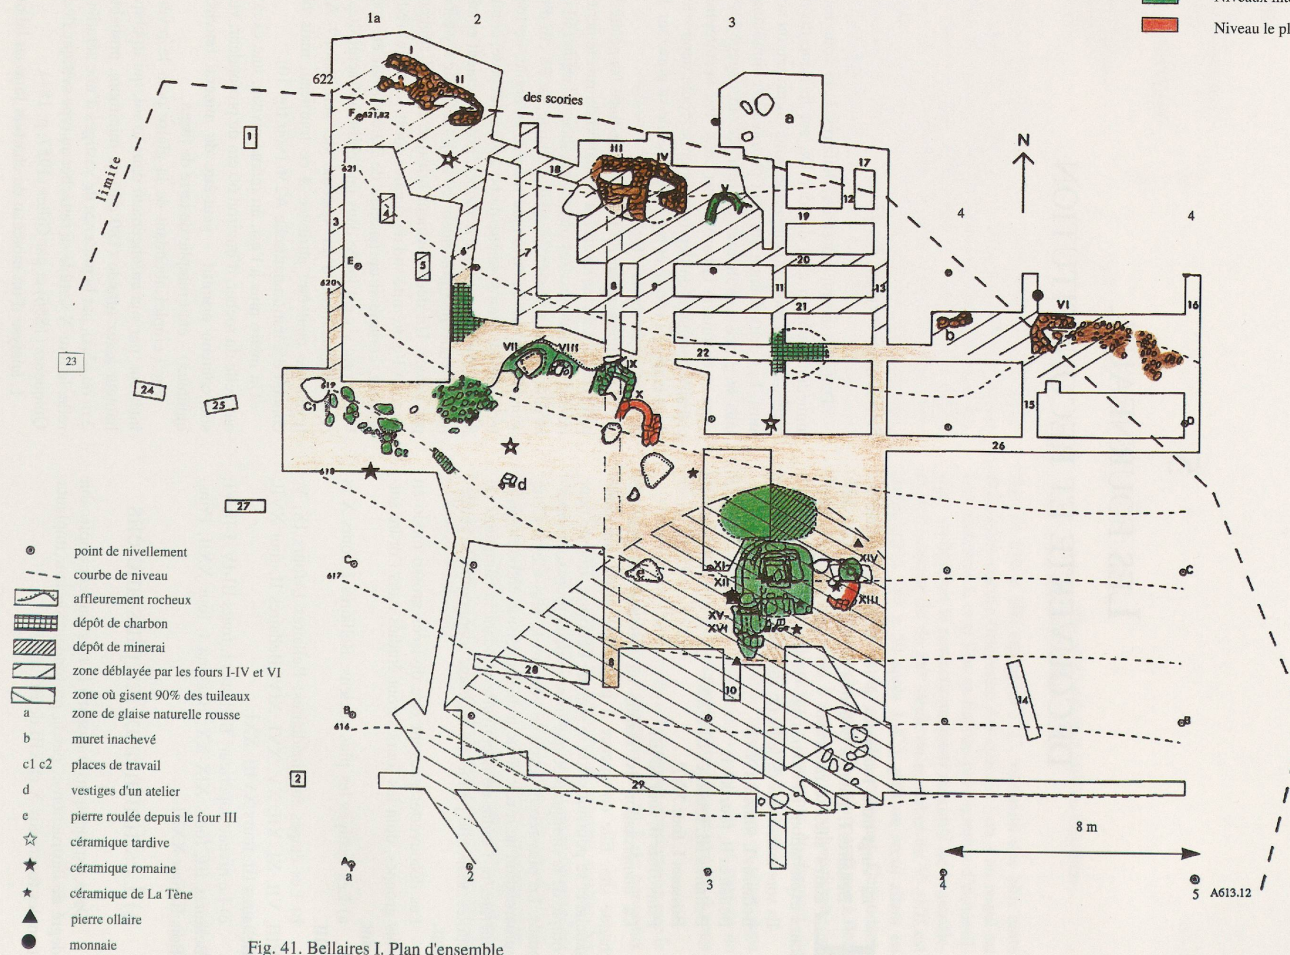 Niveau le pl
1a
2
3
I
II
622
F 621,82
des scories
limite
a
N
1
III
IV
V
17
18
621
12
4
4
3
4
19
6
7
20
E
5
8
9
11
13
620
21
16
VI
b
VII
VIII
IX
22
23
X
15
24
25
619
C1
C2
D
26
618
d
27
C
XI
XII
XIV
XIII
XV
XVI
e
C
617
28
8
10
14
B
616
B
2
29
8 m
A
a
2
3
4
5
A613.12
point de nivellement
courbe de niveau
affleurement rocheux
dépôt de charbon
dépôt de minerai
zone déblayée par les fours I-IV et VI
zone où gisent 90% des tuileaux
a zone de glaise naturelle rousse
b muret inachevé
c1 c2 places de travail
d vestiges d'un atelier
e pierre roulée depuis le four III
céramique tardive
céramique romaine
céramique de La Tène
pierre ollaire
monnaie
Fig. 41. Bellaires I. Plan d'ensemble